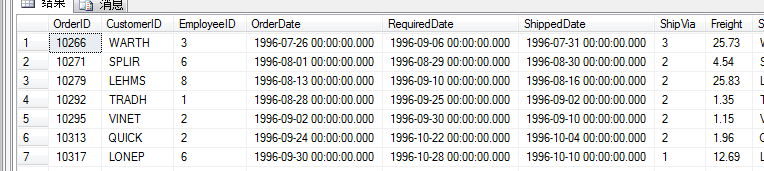 结果 消息
OrderID CustomerID EmployeeID OrderDate RequiredDate ShippedDate ShipVia Freight S
1 10266 WARTH 3 1996-07-26 00:00:00.000 1996-09-06 00:00:00.000 1996-07-31 00:00:00.000 3 25.73
2 10271 SPLIR 6 1996-08-01 00:00:00.000 1996-08-29 00:00:00.000 1996-08-30 00:00:00.000 2 4.54 S
3 10279 LEHMS 8 1996-08-13 00:00:00.000 1996-09-10 00:00:00.000 1996-08-16 00:00:00.000 2 25.83 L
4 10292 TRADH 1 1996-08-28 00:00:00.000 1996-09-25 00:00:00.000 1996-09-02 00:00:00.000 2 1.35 T
5 10295 VINET 2 1996-09-02 00:00:00.000 1996-09-30 00:00:00.000 1996-09-10 00:00:00.000 2 1.15 V
6 10313 QUICK 2 1996-09-24 00:00:00.000 1996-10-22 00:00:00.000 1996-10-04 00:00:00.000 2 1.96
7 10317 LONEP 6 1996-09-30 00:00:00.000 1996-10-28 00:00:00.000 1996-10-10 00:00:00.000 1 12.69 L